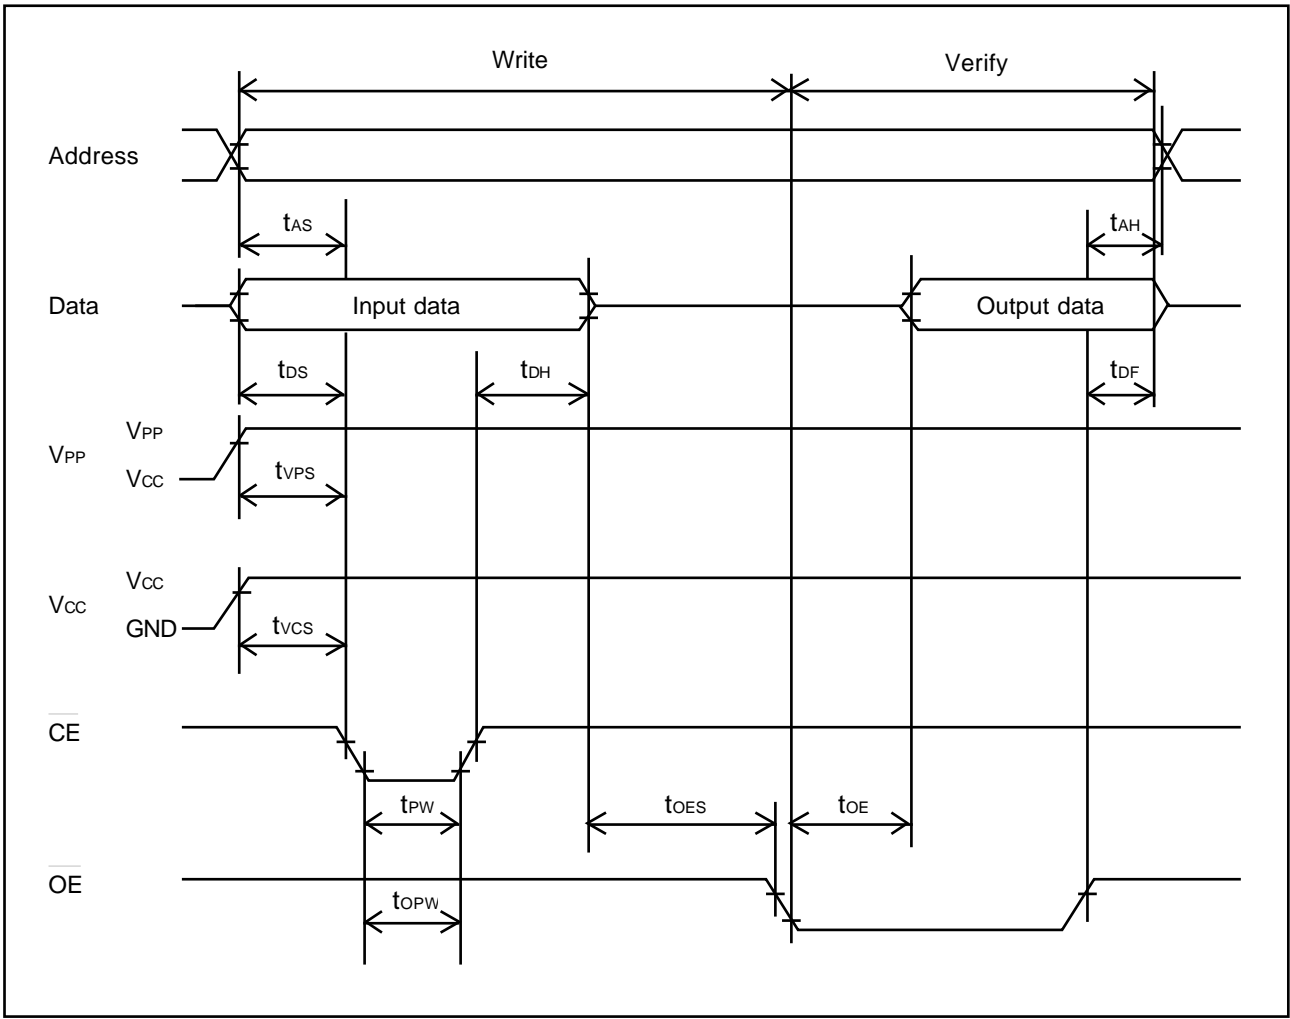 Write
Verify
Address
tAS
tAH
Data
Input data
Output data
tDS
tDH
tDF
VPP
VPP
VCC
tVPS
VCC
VCC
GND
tVCS
CE
tPW
tOES
tOE
OE
tOPW